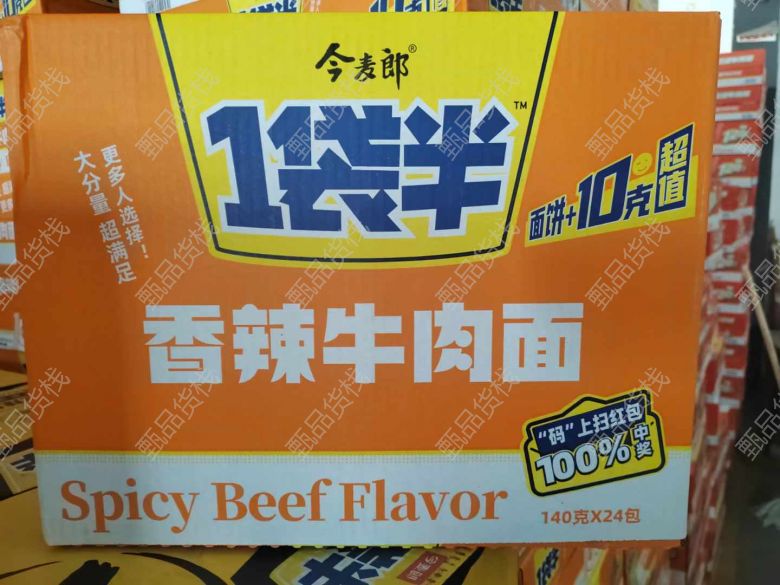 今麦郎®
1袋半™
更多人选择!
大分量 超满足
面饼+10克
超值
香辣牛肉面
"码"上扫红包
100%中奖
Spicy Beef Flavor
140克X24包
甄品货栈